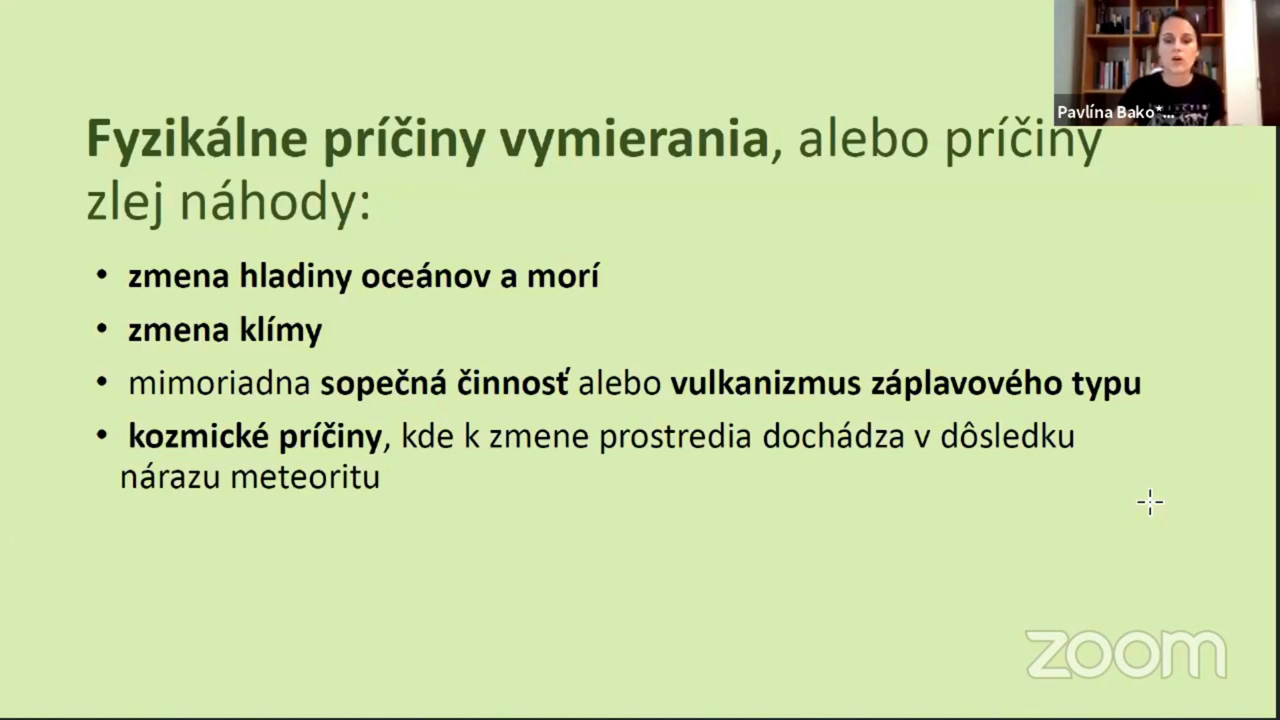 Pavlína Bako*...
Fyzikálne príčiny vymierania, alebo príčiny
zlej náhody:
• zmena hladiny oceánov a morí
• zmena klímy
• mimoriadna sopečná činnosť alebo vulkanizmus záplavového typu
• kozmické príčiny, kde k zmene prostredia dochádza v dôsledku
nárazu meteoritu
zoom